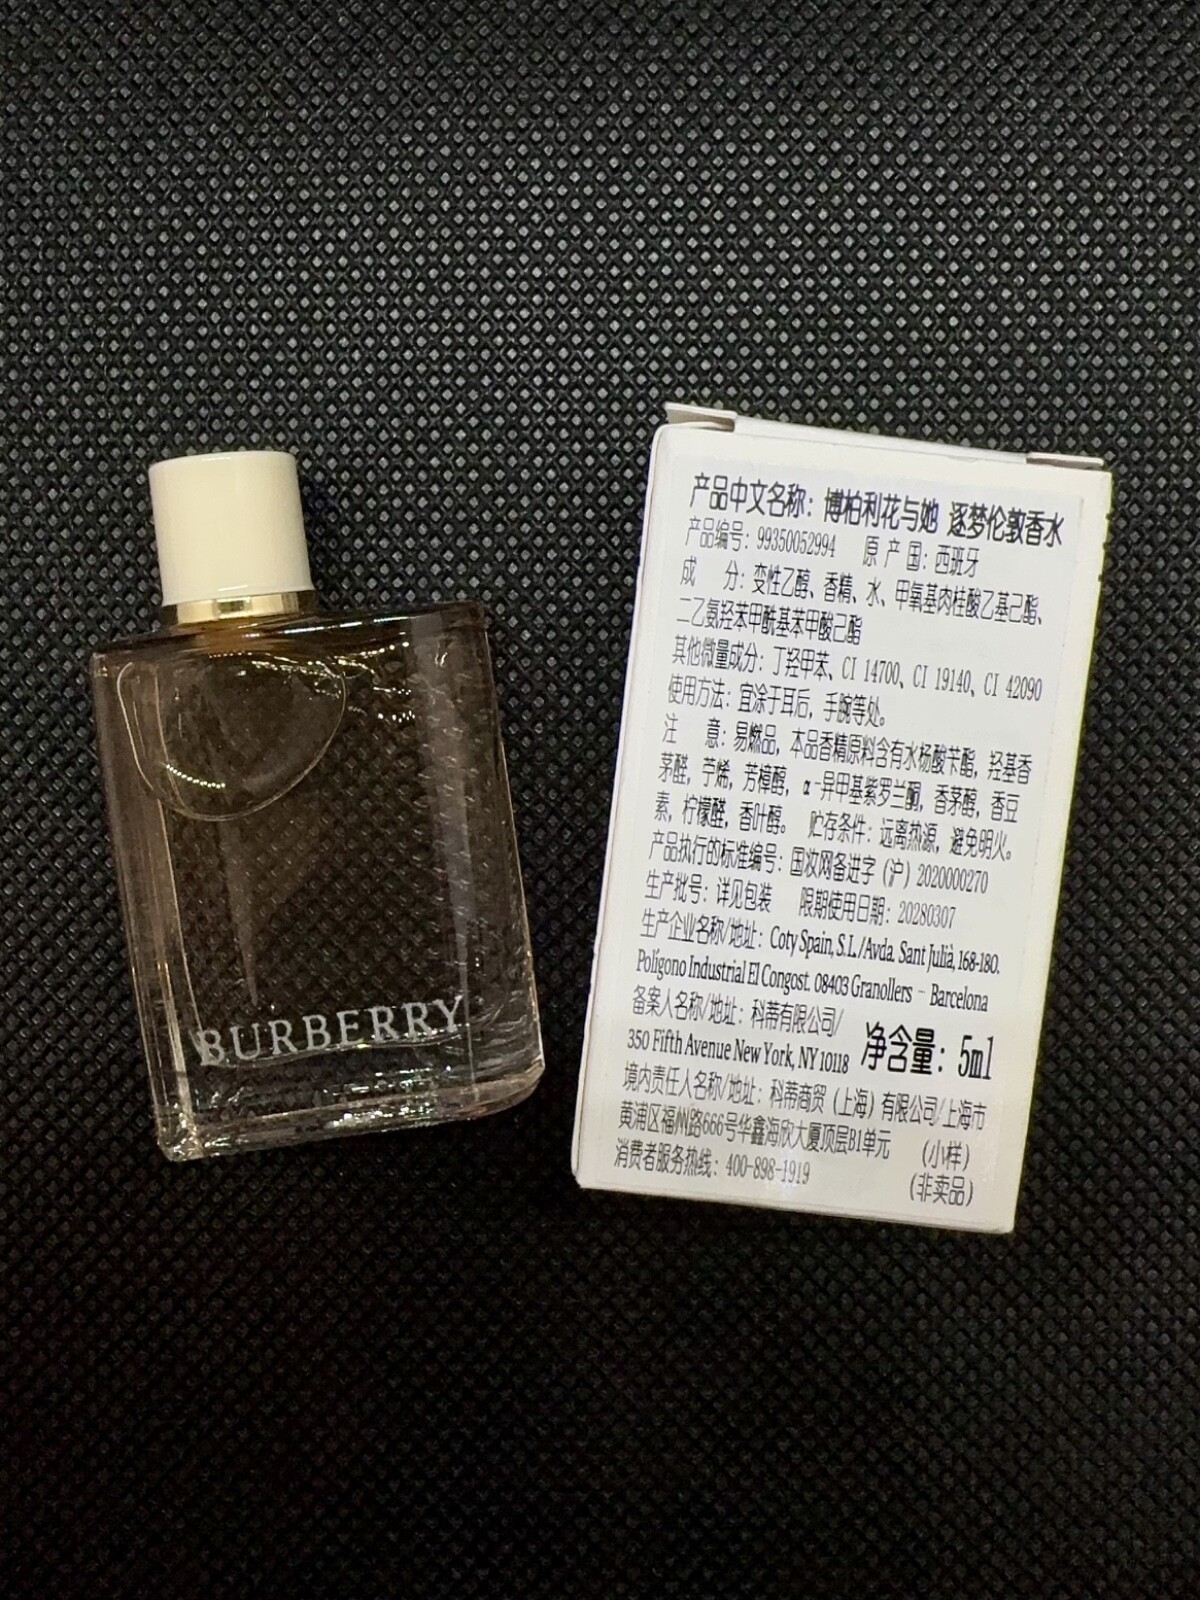 BURBERRY
产品中文名称：博柏利花与她 逐梦伦敦香水
产品编号：99350052994 原 产 国：西班牙
成 分：变性乙醇、香精、水、甲氧基肉桂酸乙基己酯、
二乙氨羟苯甲酰基苯甲酸己酯
其他微量成分：丁羟甲苯、CI 14700、CI 19140、CI 42090
使用方法：宜涂于耳后，手腕等处。
注 意：易燃品，本品香精原料含有水杨酸苄酯，羟基香
茅醛，苧烯，芳樟醇，α-异甲基紫罗兰酮，香茅醇，香豆
素，柠檬醛，香叶醇。 贮存条件：远离热源，避免明火。
产品执行的标准编号：国妆网备进字（沪）2020000270
生产批号：详见包装 限期使用日期：20280307
生产企业名称/地址：Coty Spain, S.L./Avda. Sant Julià, 168-180.
Polígono Industrial El Congost. 08403 Granollers - Barcelona
备案人名称/地址：科蒂有限公司/
350 Fifth Avenue New York, NY 10118 净含量：5ml
境内责任人名称/地址：科蒂商贸（上海）有限公司/上海市
黄浦区福州路666号华鑫海欣大厦顶层B1单元 （小样）
消费者服务热线：400-898-1919 （非卖品）